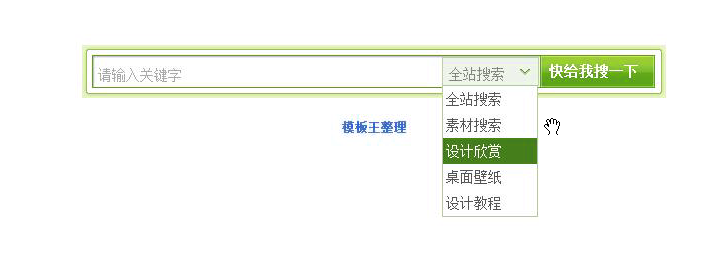 请输入关键字 全站搜索 快给我搜一下
全站搜索
素材搜索
模板王整理
设计欣赏
桌面壁纸
设计教程